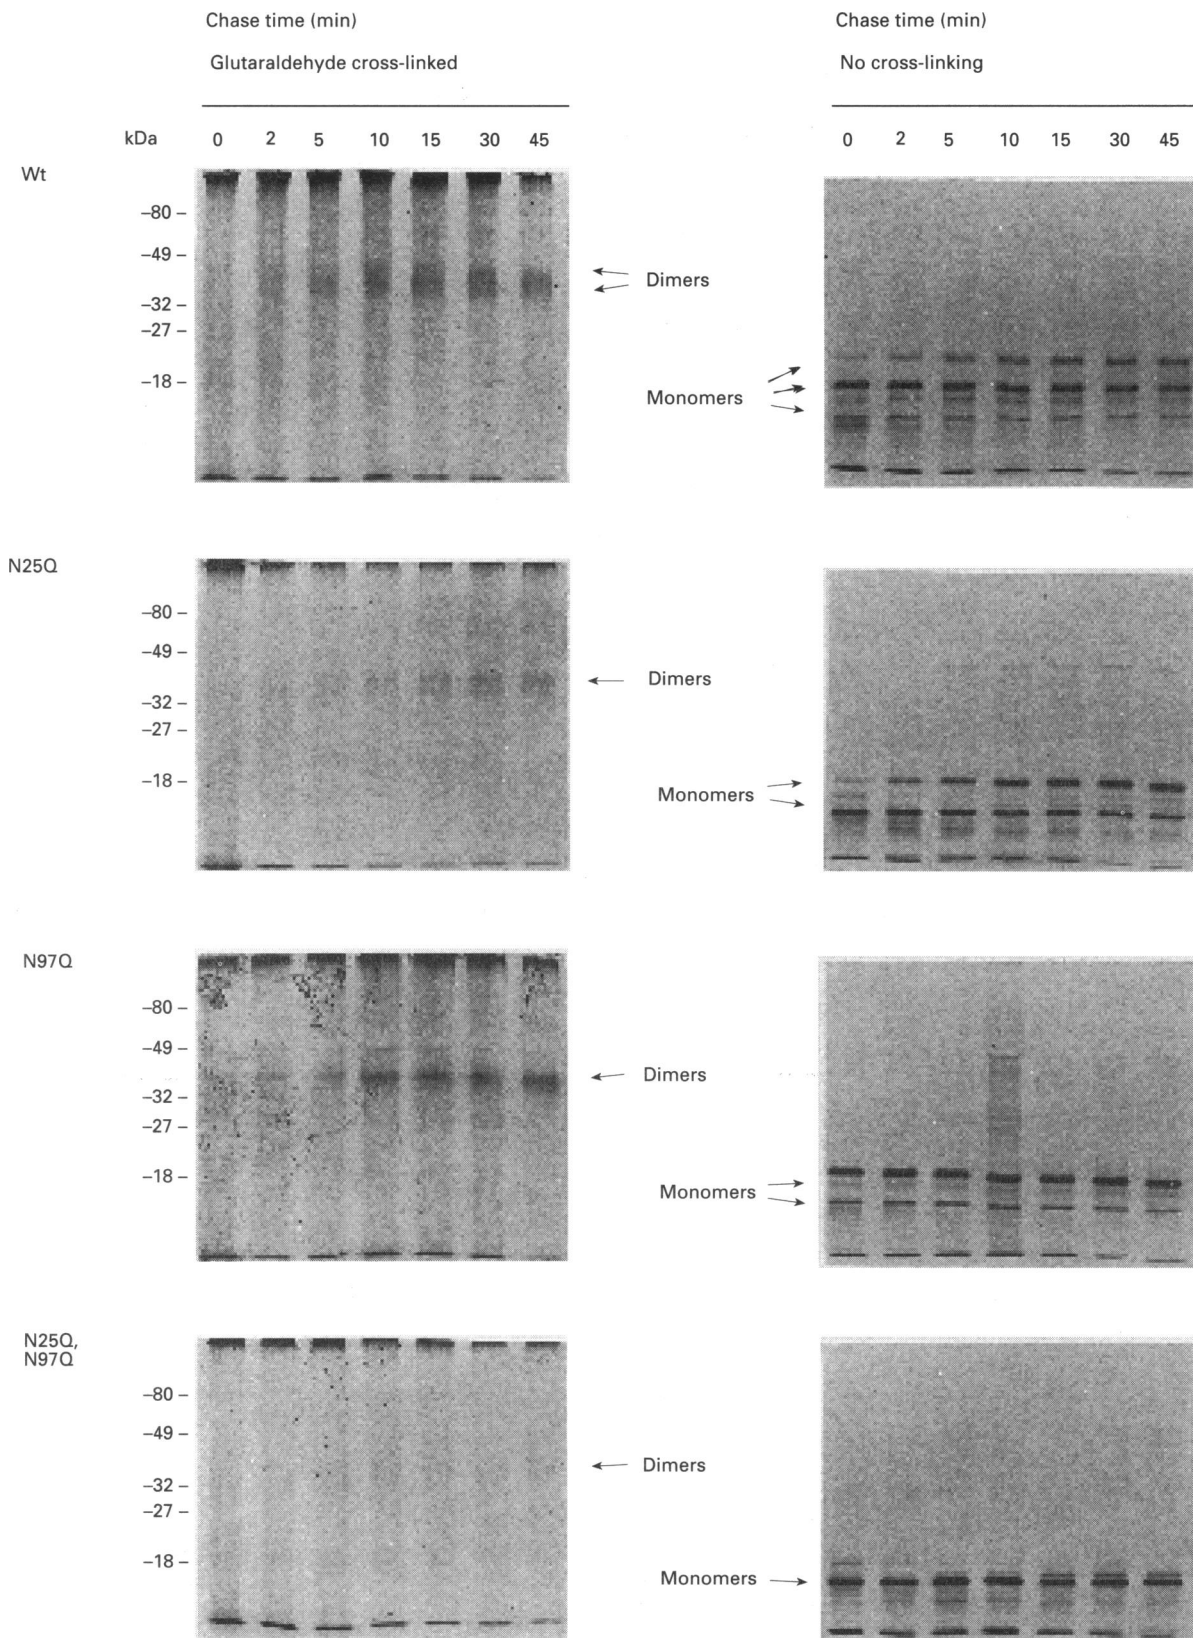 Chase time (min)
Chase time (min)
Glutaraldehyde cross-linked
No cross-linking
kDa 0 2 5 10 15 30 45
0 2 5 10 15 30 45
Wt
–80 –
–49 –
–32 –
–27 –
–18 –
Dimers
Monomers
N25Q
–80 –
–49 –
–32 –
–27 –
–18 –
Dimers
Monomers
N97Q
–80 –
–49 –
–32 –
–27 –
–18 –
Dimers
Monomers
N25Q,
N97Q
–80 –
–49 –
–32 –
–27 –
–18 –
Dimers
Monomers